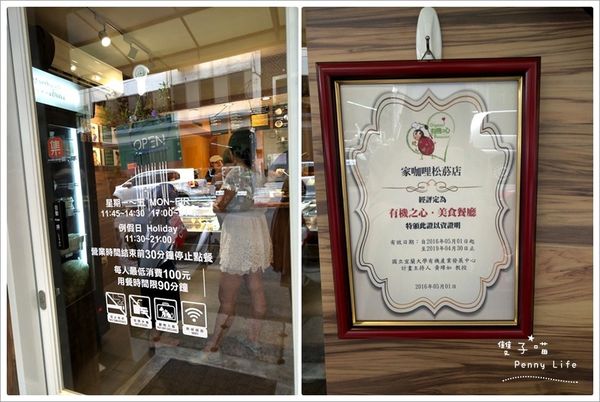 OPEN
星期一~五 MON~FRI
11:45~14:30 17:00~
例假日 Holiday
11:30~21:00
營業時間結束前30分鐘停止點餐
每人最低消費100元
用餐時間限90分鐘
集
家咖哩松菸店
經評定為
有機之心·美食餐廳
特頒此證以資證明
有效日期:自2016年05月01日起
至2019年04月30日止
國立宜蘭大學有機產業發展中心
計畫主持人 黃璋如 教授
2016年05月01日
雙子喵
Penny Life